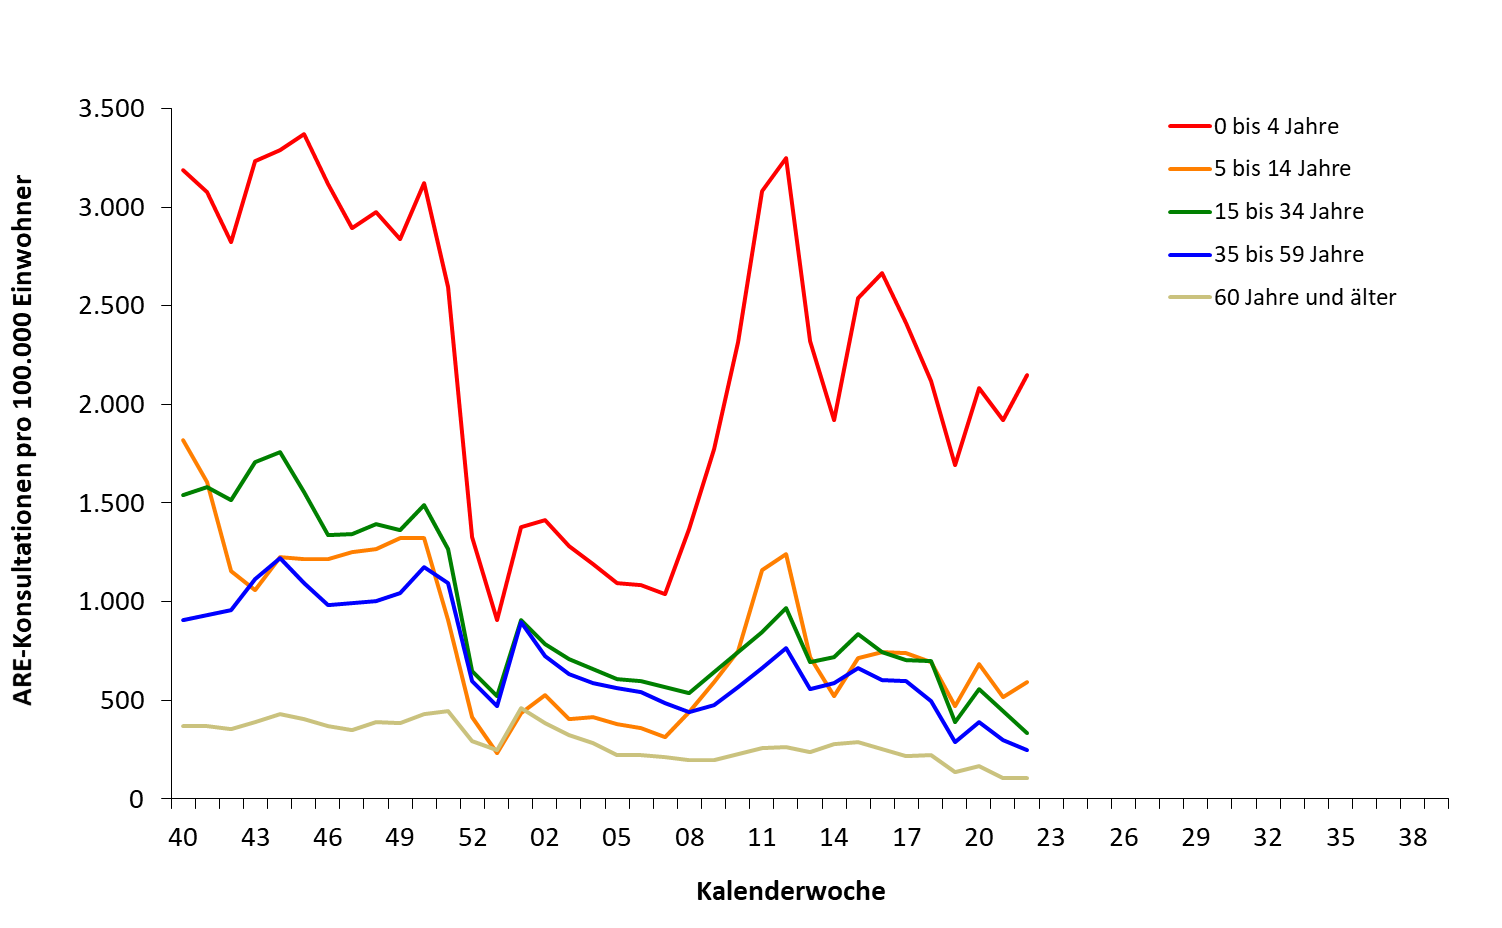 3.500
3.000
2.500
2.000
1.500
1.000
500
0
ARE-Konsultationen pro 100.000 Einwohner
0 bis 4 Jahre
5 bis 14 Jahre
15 bis 34 Jahre
35 bis 59 Jahre
60 Jahre und älter
40 43 46 49 52 02 05 08 11 14 17 20 23 26 29 32 35 38
Kalenderwoche